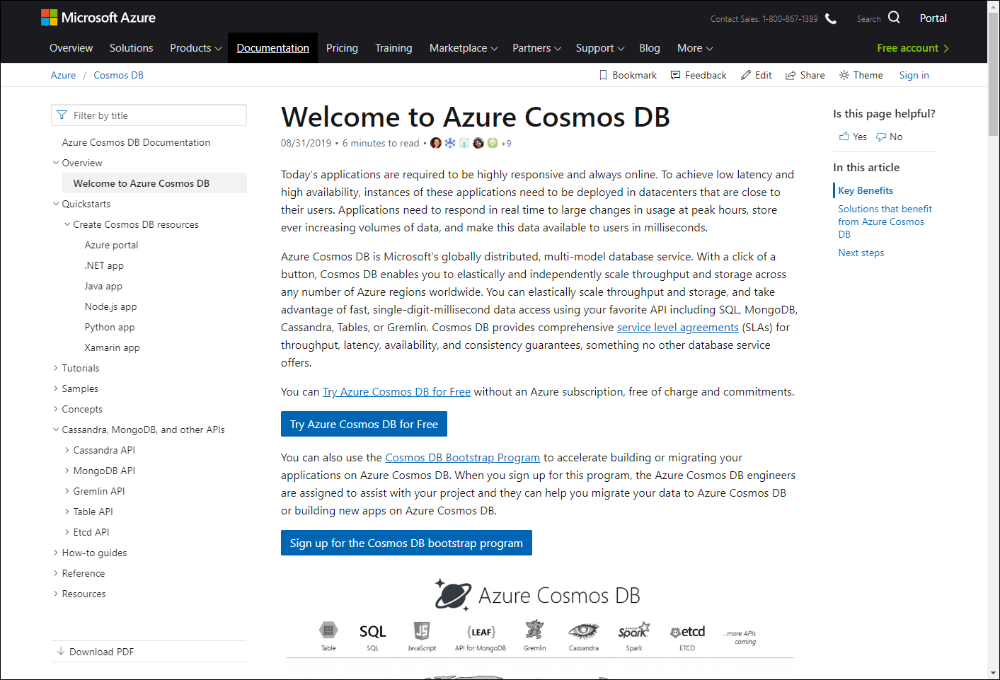 Microsoft Azure
Contact Sales: 1-800-867-1389
Search
Portal
Overview Solutions Products Documentation Pricing Training Marketplace Partners Support Blog More Free account
Azure / Cosmos DB
Bookmark Feedback Edit Share Theme Sign in
Filter by title
Azure Cosmos DB Documentation
Overview
Welcome to Azure Cosmos DB
Quickstarts
Create Cosmos DB resources
Azure portal
.NET app
Java app
Node.js app
Python app
Xamarin app
Tutorials
Samples
Concepts
Cassandra, MongoDB, and other APIs
Cassandra API
MongoDB API
Gremlin API
Table API
Etcd API
How-to guides
Reference
Resources
Download PDF
Welcome to Azure Cosmos DB
08/31/2019 • 6 minutes to read • +9
Today's applications are required to be highly responsive and always online. To achieve low latency and
high availability, instances of these applications need to be deployed in datacenters that are close to
their users. Applications need to respond in real time to large changes in usage at peak hours, store
ever increasing volumes of data, and make this data available to users in milliseconds.
Azure Cosmos DB is Microsoft's globally distributed, multi-model database service. With a click of a
button, Cosmos DB enables you to elastically and independently scale throughput and storage across
any number of Azure regions worldwide. You can elastically scale throughput and storage, and take
advantage of fast, single-digit-millisecond data access using your favorite API including SQL, MongoDB,
Cassandra, Tables, or Gremlin. Cosmos DB provides comprehensive service level agreements (SLAs) for
throughput, latency, availability, and consistency guarantees, something no other database service
offers.
You can Try Azure Cosmos DB for Free without an Azure subscription, free of charge and commitments.
Try Azure Cosmos DB for Free
You can also use the Cosmos DB Bootstrap Program to accelerate building or migrating your
applications on Azure Cosmos DB. When you sign up for this program, the Azure Cosmos DB engineers
are assigned to assist with your project and they can help you migrate your data to Azure Cosmos DB
or building new apps on Azure Cosmos DB.
Sign up for the Cosmos DB bootstrap program
Azure Cosmos DB
SQL JS {LEAF} APACHE Spark etcd ...more APIs
coming
Table SQL JavaScript API for MongoDB Gremlin Cassandra Spark ETCD
Is this page helpful?
Yes No
In this article
Key Benefits
Solutions that benefit
from Azure Cosmos
DB
Next steps